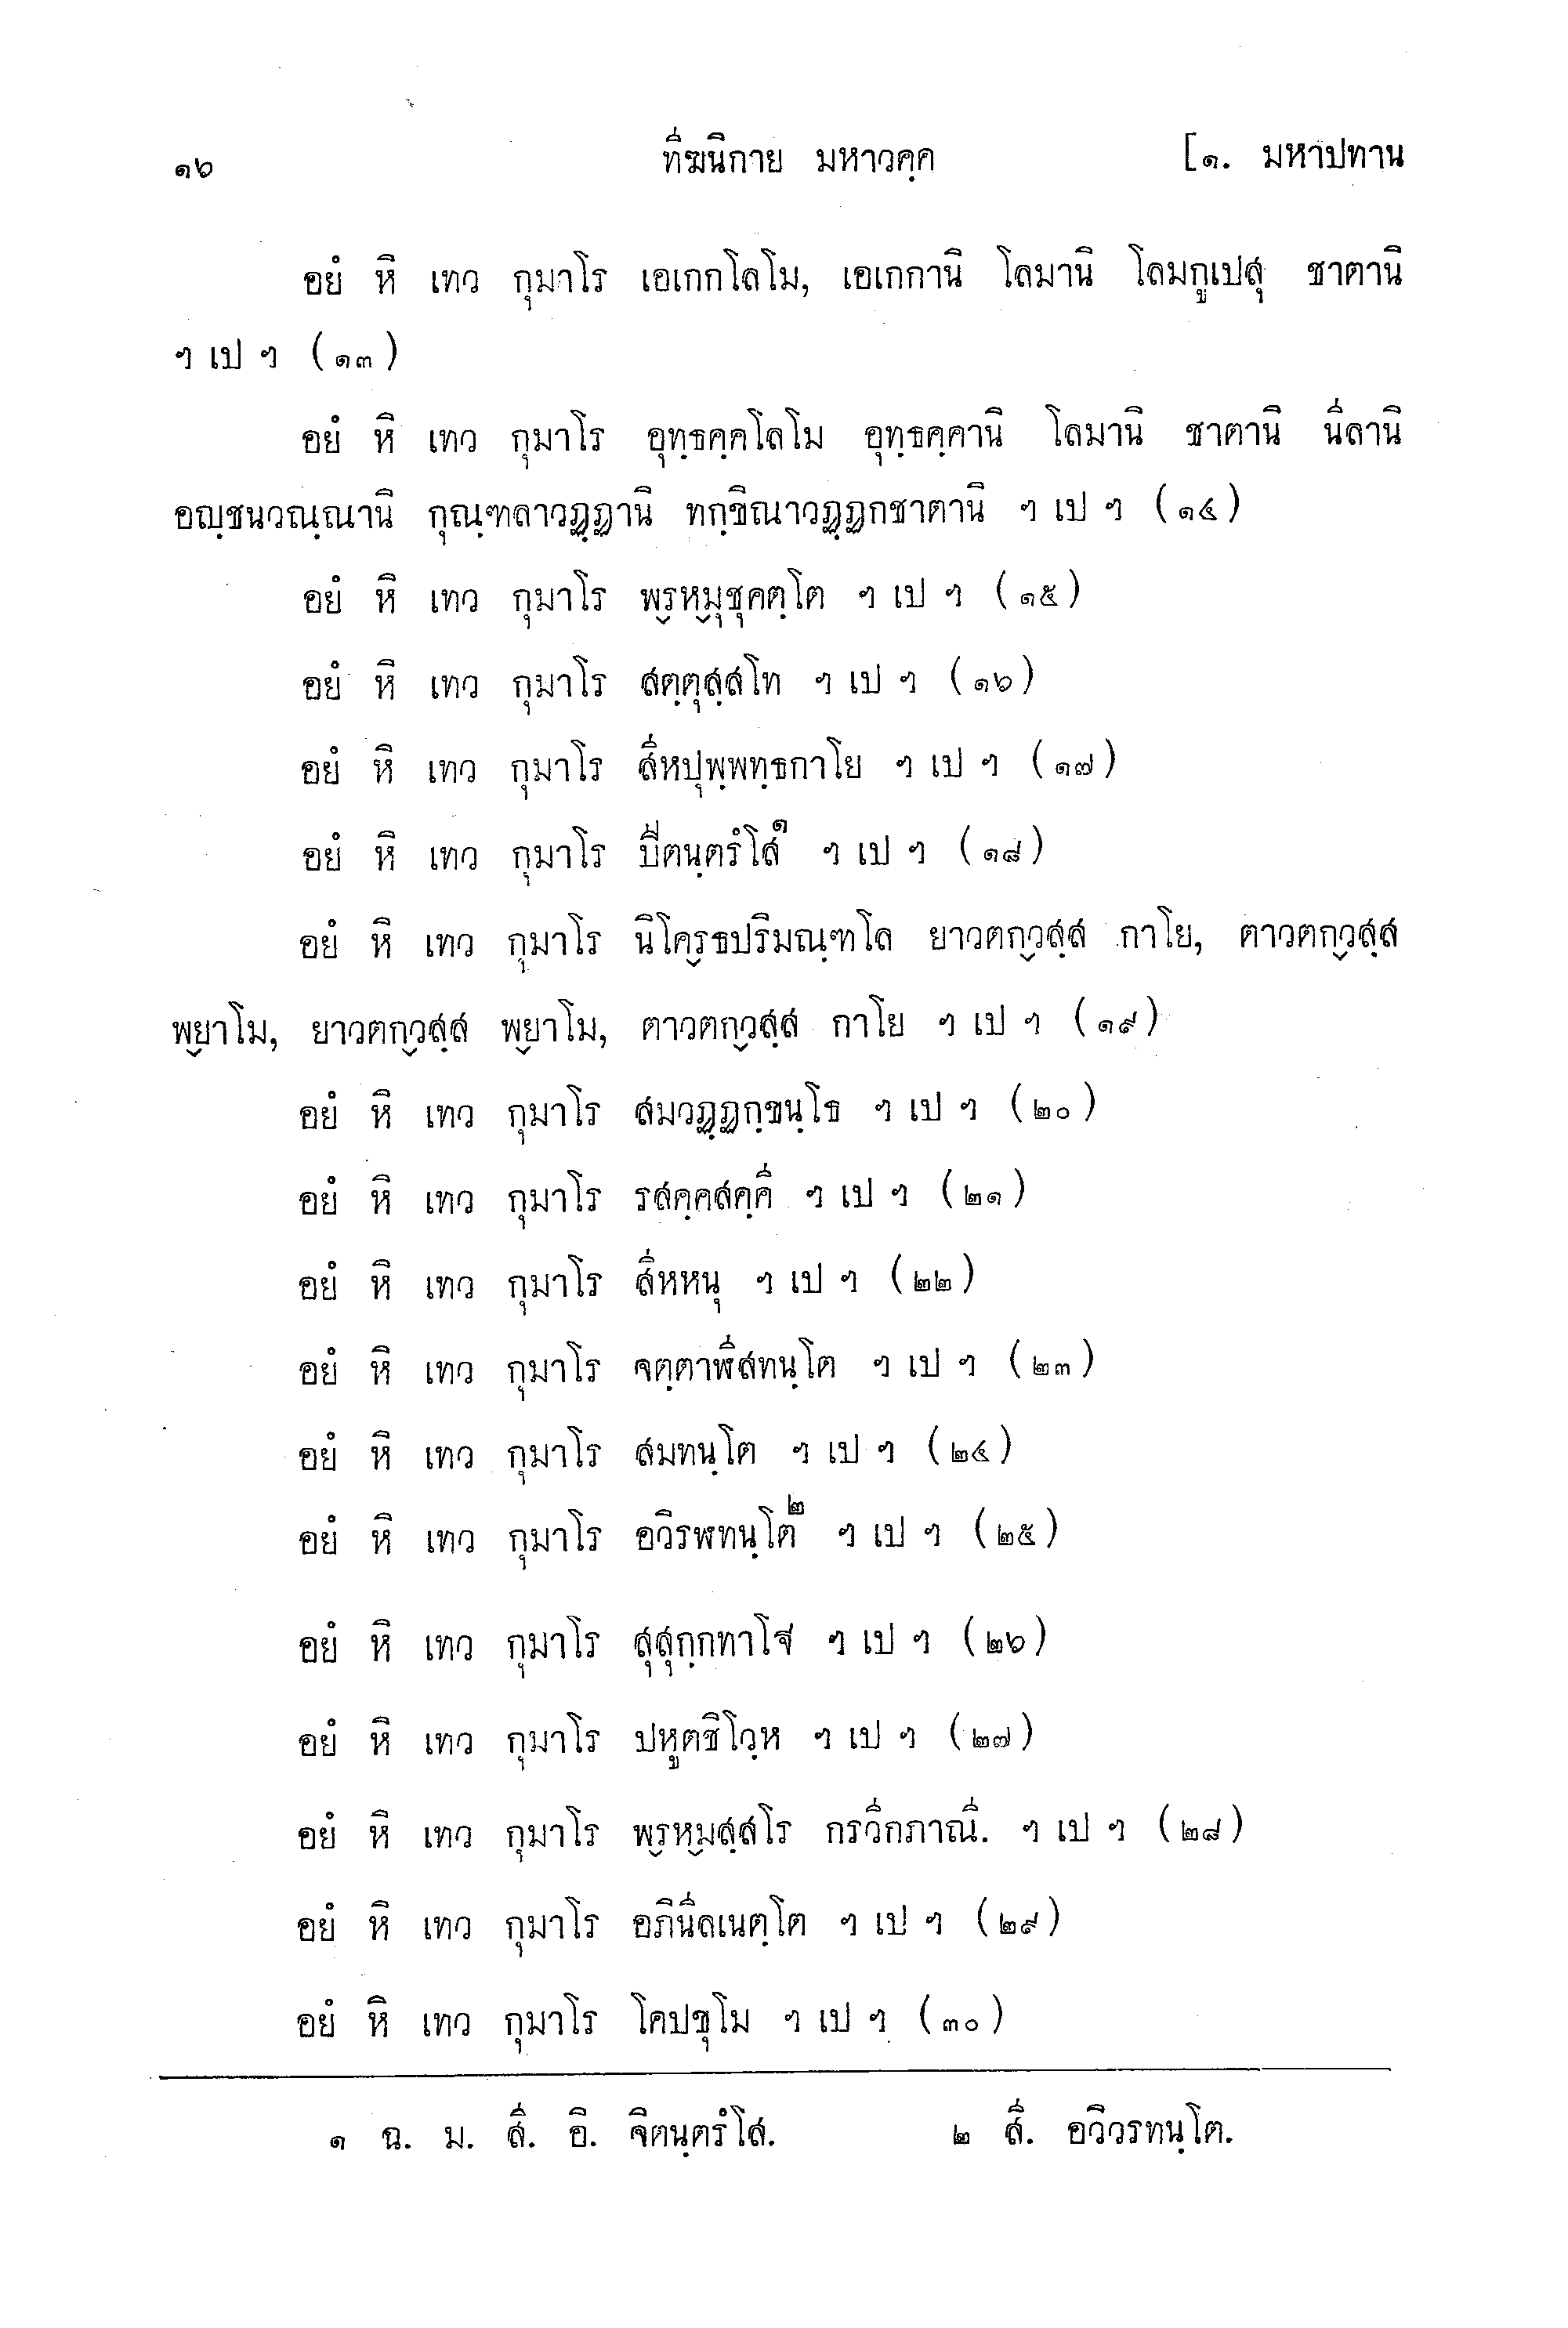 ๑๖ ทีฆนิกาย มหาวคฺค [๑. มหาปทาน
อยํ หิ เทว กุมาโร เอเกกโลโม, เอเกกานิ โลมานิ โลมกูเปสุ ชาตานิ
ฯ เป ฯ (๑๓)
อยํ หิ เทว กุมาโร อุทฺธคฺคโลโม อุทฺธคฺคานิ โลมานิ ชาตานิ นีลานิ
อญฺชนวณฺณานิ กุณฺฑลาวฏฺฏานิ ทกฺขิณาวฏฺฏกชาตานิ ฯ เป ฯ (๑๔)
อยํ หิ เทว กุมาโร พฺรหฺมุชุคตฺโต ฯ เป ฯ (๑๕)
อยํ หิ เทว กุมาโร สตฺตุสฺสโท ฯ เป ฯ (๑๖)
อยํ หิ เทว กุมาโร สีหปุพฺพทฺธกาโย ฯ เป ฯ (๑๗)
อยํ หิ เทว กุมาโร ปีตนฺตรํโส๑ ฯ เป ฯ (๑๘)
อยํ หิ เทว กุมาโร นิโคฺรธปริมณฺฑโล ยาวตกฺวสฺส กาโย, ตาวตกฺวสฺส
พฺยาโม, ยาวตกฺวสฺส พฺยาโม, ตาวตกฺวสฺส กาโย ฯ เป ฯ (๑๙)
อยํ หิ เทว กุมาโร สมวฏฺฏกฺขนฺโธ ฯ เป ฯ (๒๐)
อยํ หิ เทว กุมาโร รสคฺคสคฺคี ฯ เป ฯ (๒๑)
อยํ หิ เทว กุมาโร สีหหนุ ฯ เป ฯ (๒๒)
อยํ หิ เทว กุมาโร จตฺตาฬีสทนฺโต ฯ เป ฯ (๒๓)
อยํ หิ เทว กุมาโร สมทนฺโต ฯ เป ฯ (๒๔)
อยํ หิ เทว กุมาโร อวิรฬทนฺโต๒ ฯ เป ฯ (๒๕)
อยํ หิ เทว กุมาโร สุสุกฺกทาโฐ ฯ เป ฯ (๒๖)
อยํ หิ เทว กุมาโร ปหูตชิโวฺห ฯ เป ฯ (๒๗)
อยํ หิ เทว กุมาโร พฺรหฺมสฺสโร กรวีกภาณี. ฯ เป ฯ (๒๘)
อยํ หิ เทว กุมาโร อภินีลเนตฺโต ฯ เป ฯ (๒๙)
อยํ หิ เทว กุมาโร โคปขุโม ฯ เป ฯ (๓๐)
๑ ฉ. ม. สี. อิ. จิตนฺตรํโส. ๒ สี. อวิวรทนฺโต.